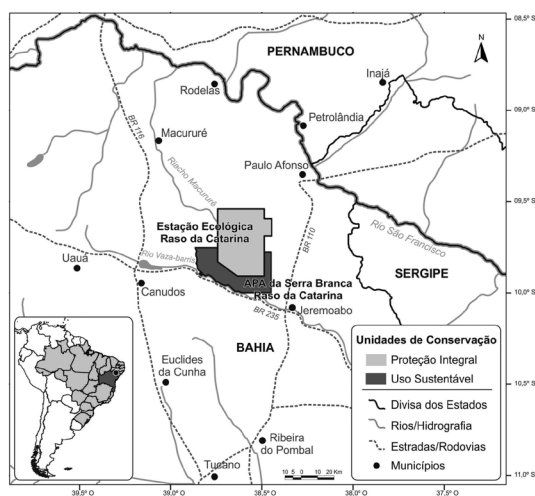 08,5° S
PERNAMBUCO
N
Inajá
Rodelas
09,0° S
Petrolândia
BR 116
Macururé
Riacho Macururé
Paulo Afonso
09,5° S
Estação Ecológica
Raso da Catarina
BR 110
Rio São Francisco
Rio Vaza-barris
Uauá
SERGIPE
APA da Serra Branca
Raso da Catarina
10,0° S
Canudos
BR 235
Jeremoabo
BAHIA
Unidades de Conservação
Proteção Integral
Uso Sustentável
Euclides
da Cunha
Divisa dos Estados
10,5° S
Rios/Hidrografia
Estradas/Rodovias
Municípios
Ribeira
do Pombal
Tucano
10 5 0 10 20 Km
11,0° S
39,5° O
39,0° O
38,5° O
38,0° O
37,5° O